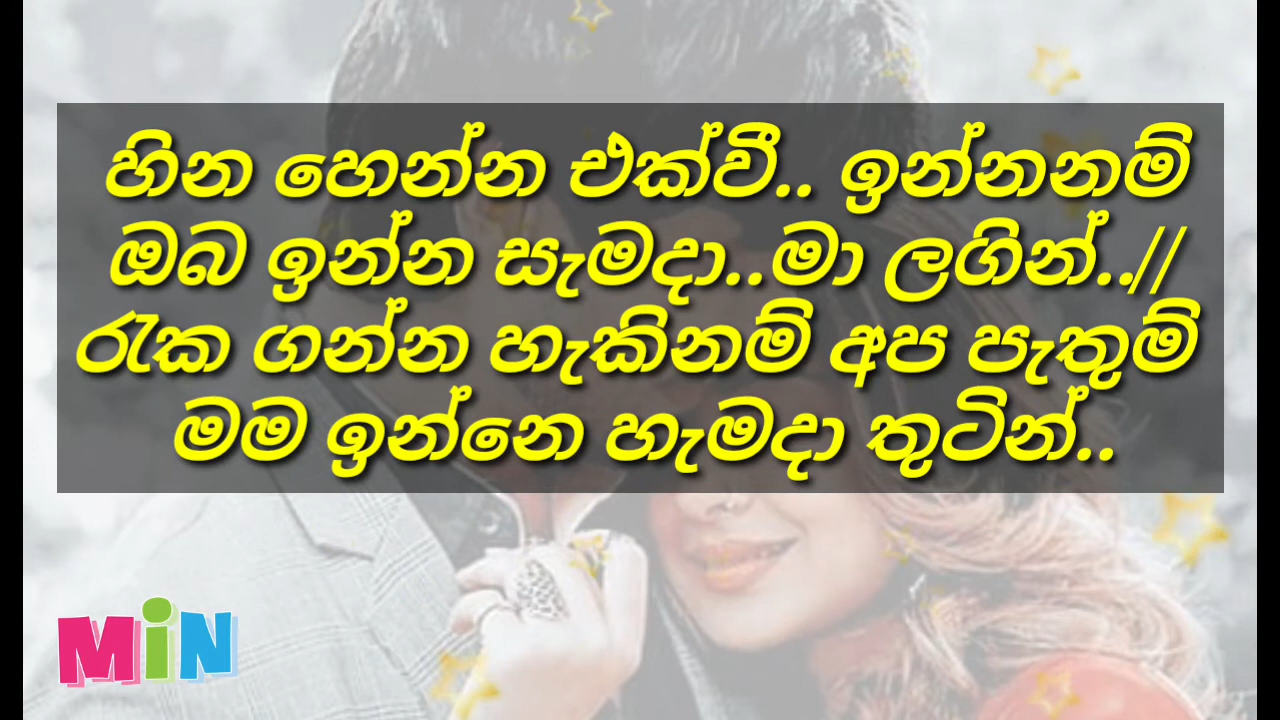 හින හෙන්න එක්වී.. ඉන්නනම්
ඔබ ඉන්න සැමදා..මා ලගින්..//
රැක ගන්න හැකිනම් අප පැතුම්
මම ඉන්නෙ හැමදා තුටින්..
MiN